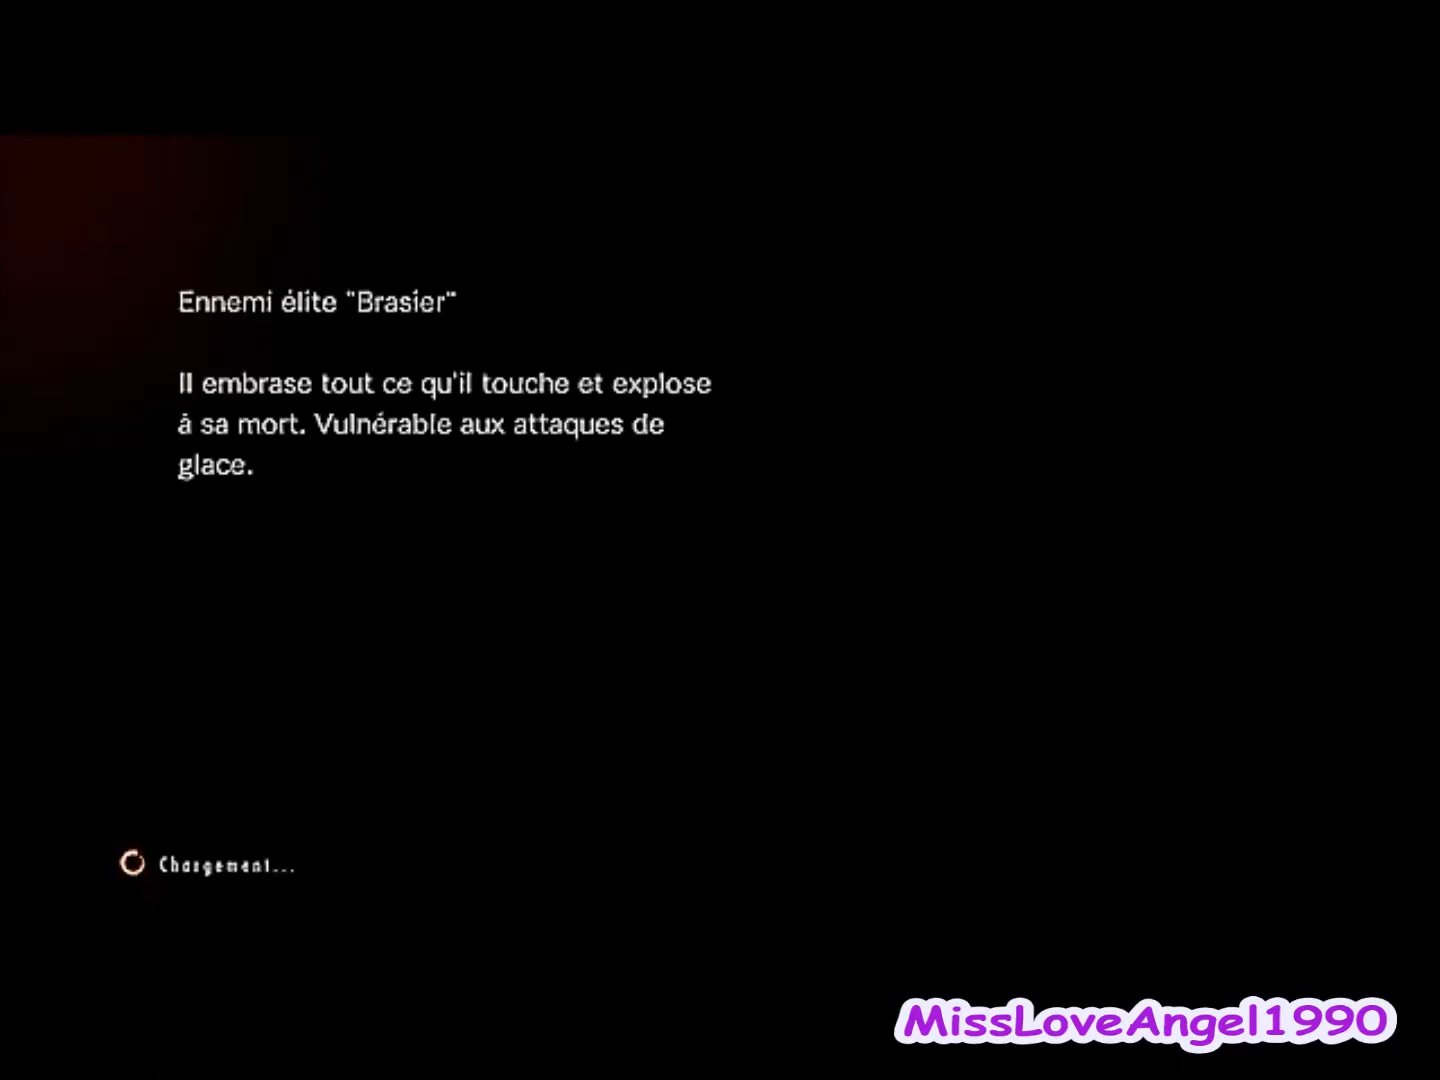 Ennemi élite "Brasier"
Il embrase tout ce qu'il touche et explose
à sa mort. Vulnérable aux attaques de
glace.
Chargement...
MissLoveAngel1990